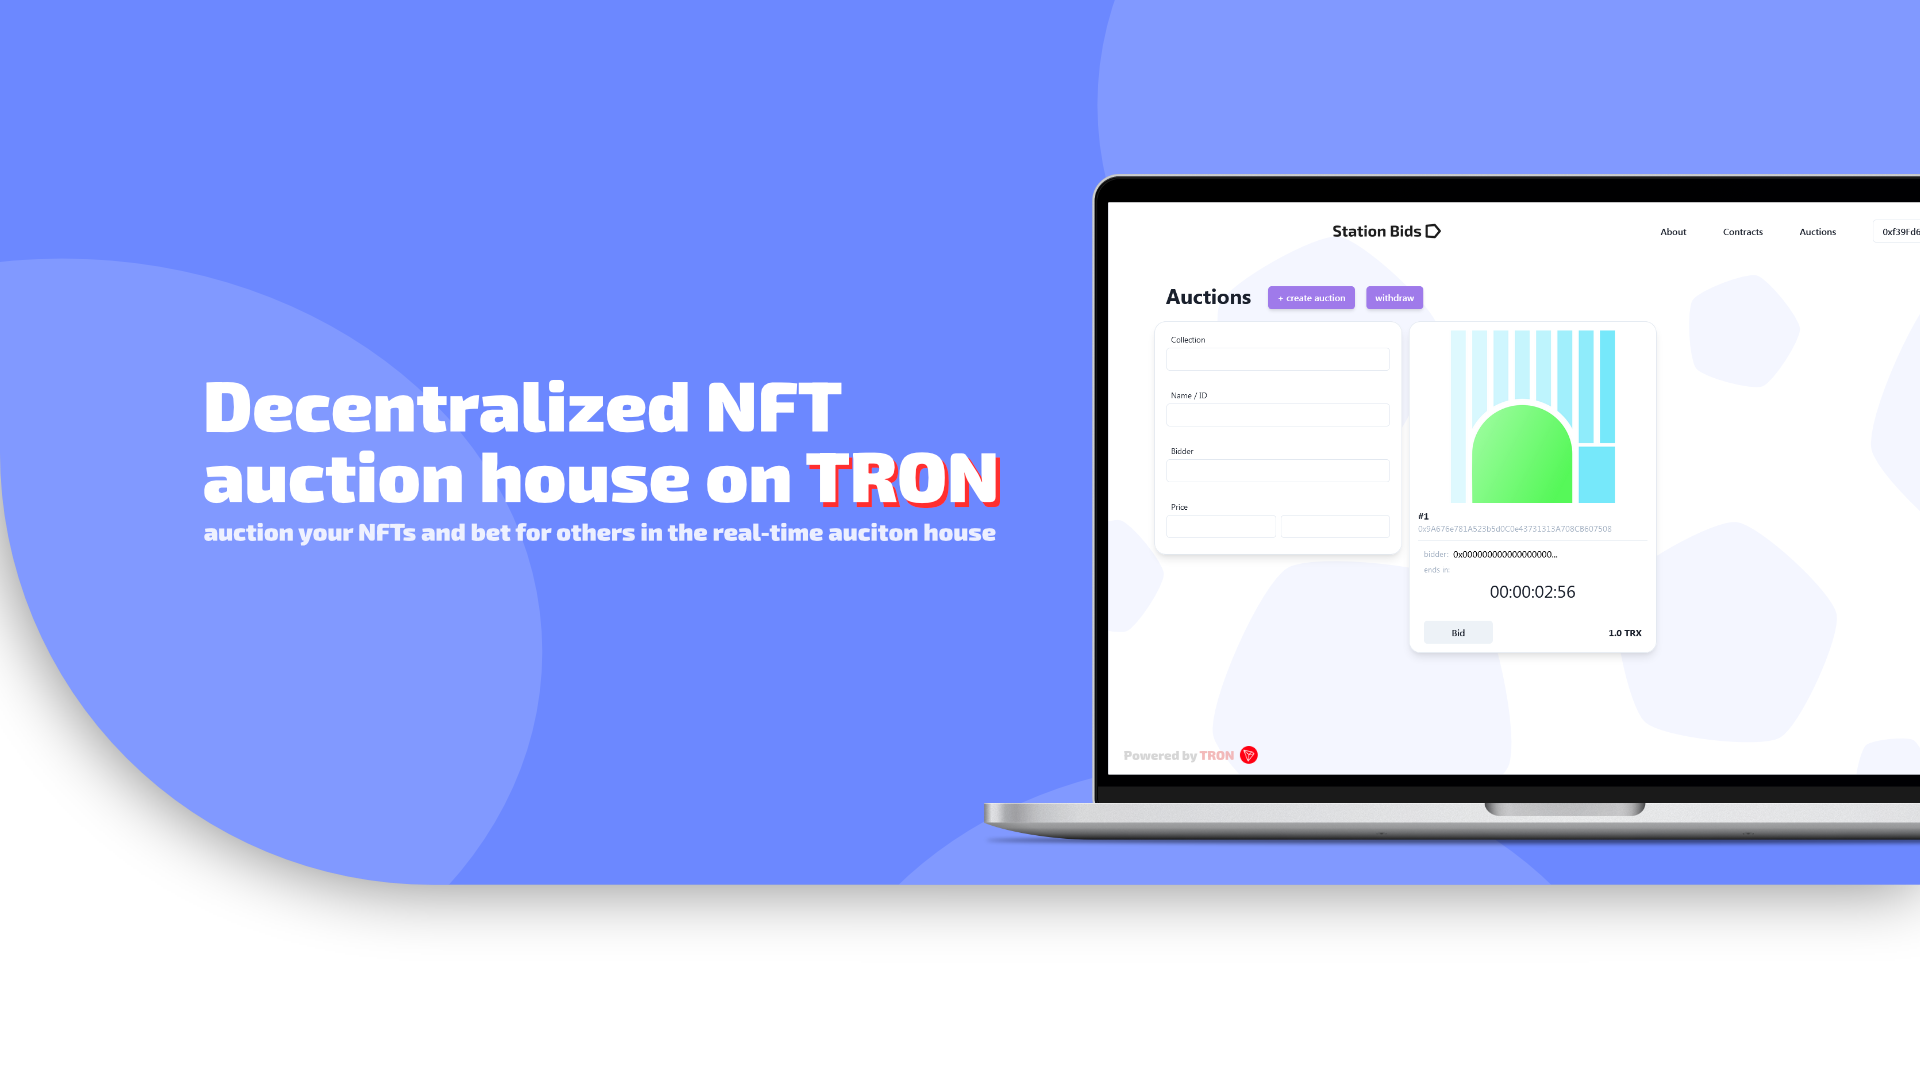 Decentralized NFT
auction house on TRON
auction your NFTs and bet for others in the real-time auciton house
Station Bids
About
Contracts
Auctions
0xf39Fd6
Auctions
+ create auction
withdraw
Collection
Name / ID
Bidder
Price
#1
0x9A676e781A523b5d0C0e43731313A708CB607508
bidder: 0x000000000000000000...
ends in:
00:00:02:56
Bid
1.0 TRX
Powered by TRON